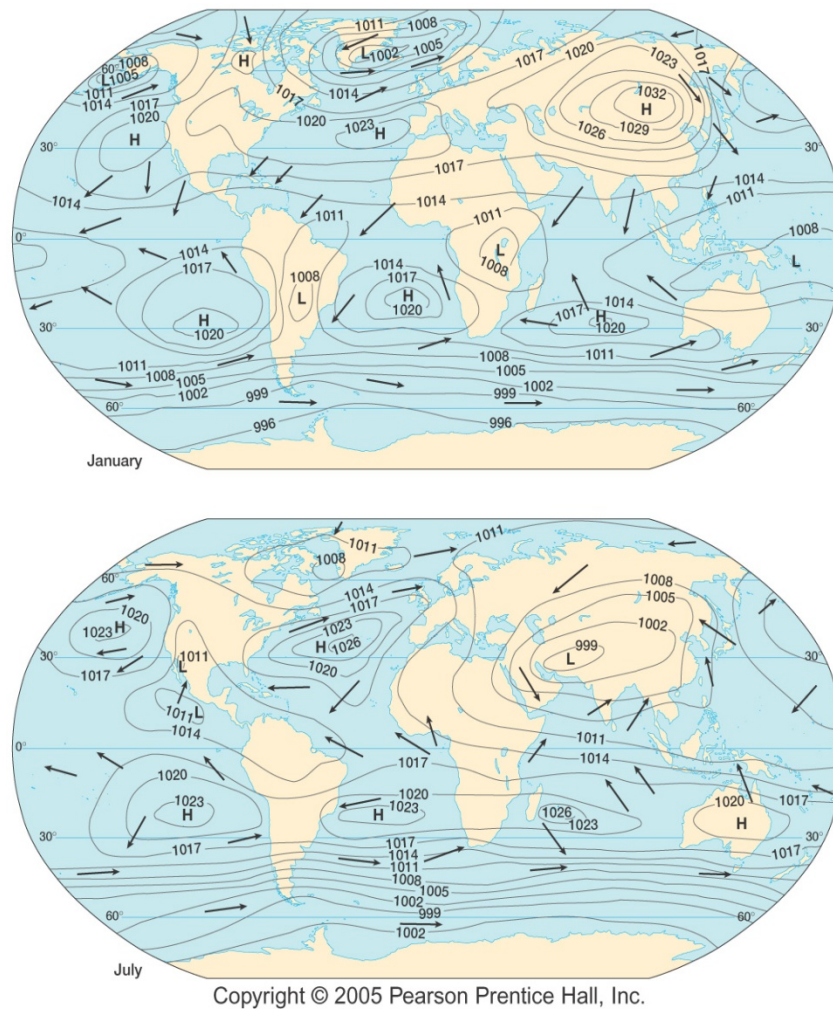 1011 1008
1008 1002 1005
60° L 1005 H L
1011 1014 1017 1014 1017 1020 1023 1017
1017 1020 1032 H
H 1020 1023 H 1026 1029
30° 30°
1014 1017 1014
1011 1014 1011 1011
0° 1014 1008 0°
1017 1008 L 1014 1017 L 1008 L
H 1020 H 1020 1017 H 1014 1020
30° 30°
1011 1008 1011
1008 1005 1005
1002 999 999 1002
60° 60°
996 996
January
1011 1011
1008
60° 1014 1008 60°
1020 1017 1005
1023 H 1023 H 1026 1002
30° 1011 L 999 L 30°
1017 1020
1011 L
1014 1011
0° 1017 1014 0°
1020 1020 1026 1020 1017
1023 H 1023 H 1023 H
30° 30°
1017 1017 1017
1014
1011
1008 1005
1002
60° 999 60°
1002
July
Copyright © 2005 Pearson Prentice Hall, Inc.